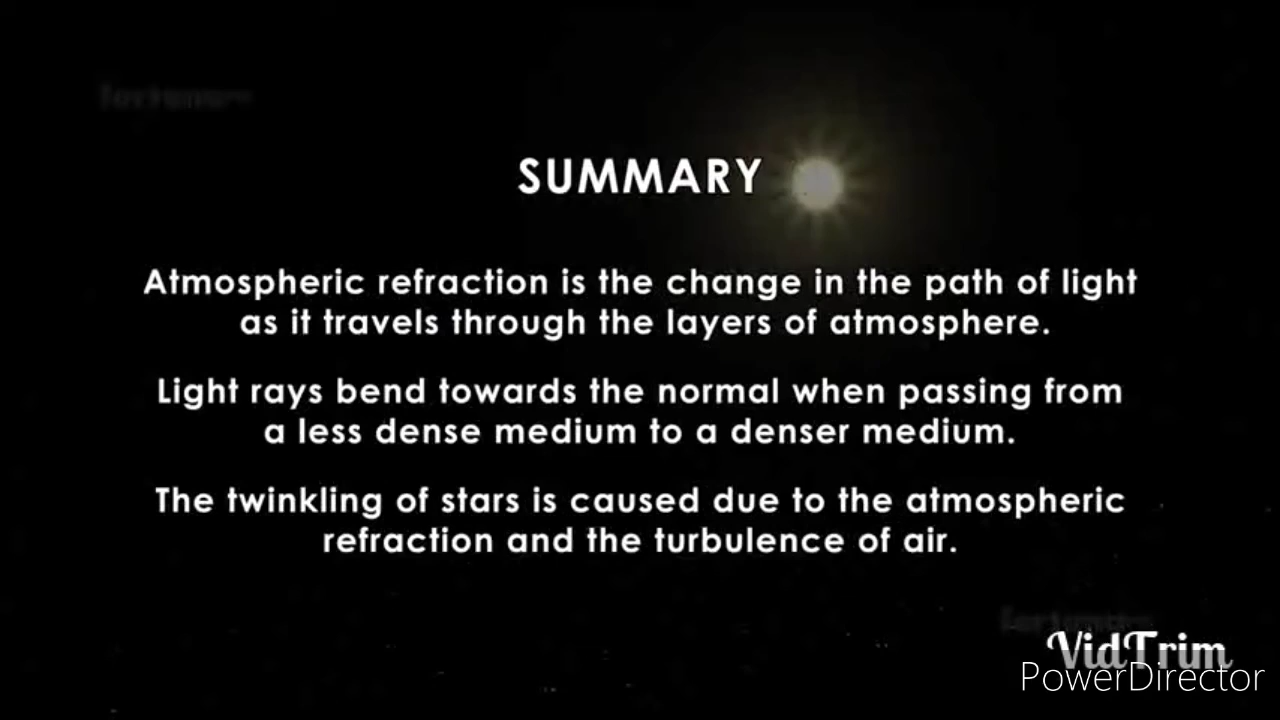 SUMMARY
Atmospheric refraction is the change in the path of light
as it travels through the layers of atmosphere.
Light rays bend towards the normal when passing from
a less dense medium to a denser medium.
The twinkling of stars is caused due to the atmospheric
refraction and the turbulence of air.
VidTrim
PowerDirector